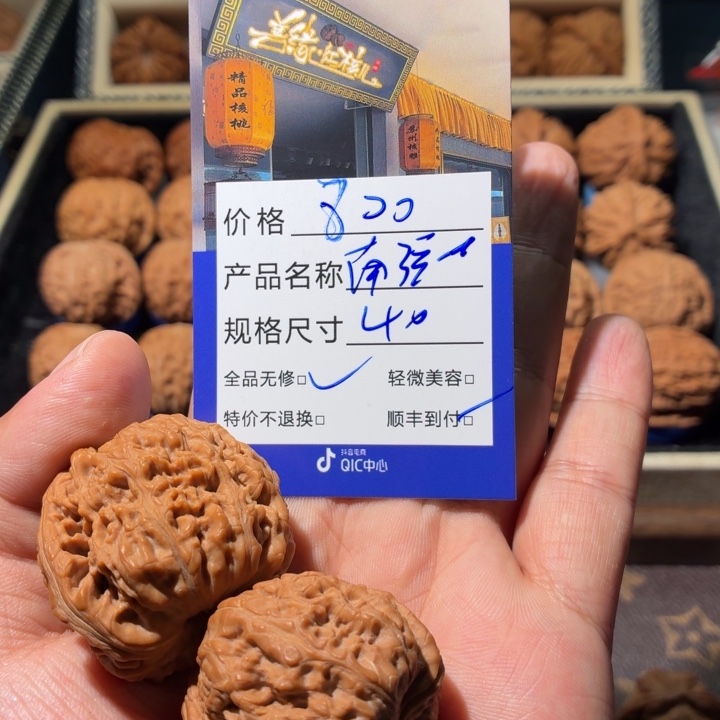 精品核桃
价格 800
产品名称 南疆
规格尺寸 40
全品无修□✓ 轻微美容□
特价不退换□ 顺丰到付□✓
抖音电商
QIC中心